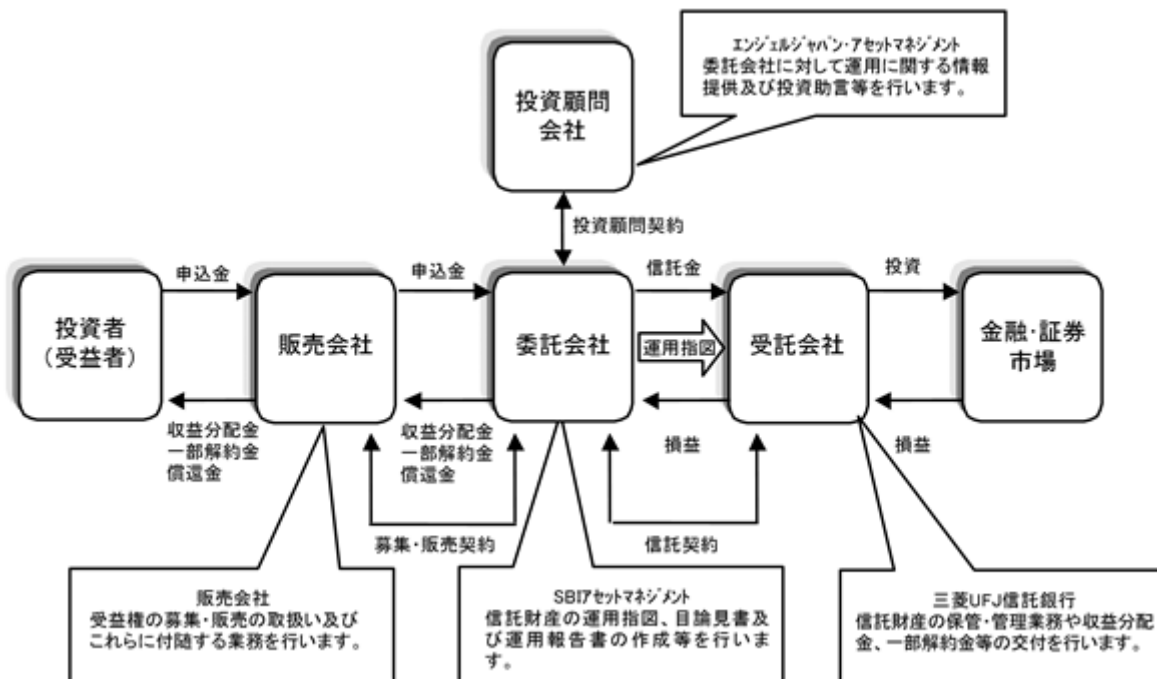 エンジェルジャパン・アセットマネジメント
委託会社に対して運用に関する情報
提供及び投資助言等を行います。
投資顧問
会社
投資顧問契約
申込金
申込金
信託金
投資
投資者
（受益者）
販売会社
委託会社
運用指図
受託会社
金融・証券
市場
収益分配金
一部解約金
償還金
収益分配金
一部解約金
償還金
損益
損益
募集・販売契約
信託契約
販売会社
受益権の募集・販売の取扱い及び
これらに付随する業務を行います。
SBIアセットマネジメント
信託財産の運用指図、目論見書及
び運用報告書の作成等を行いま
す。
三菱UFJ信託銀行
信託財産の保管・管理業務や収益分配
金、一部解約金等の交付を行います。